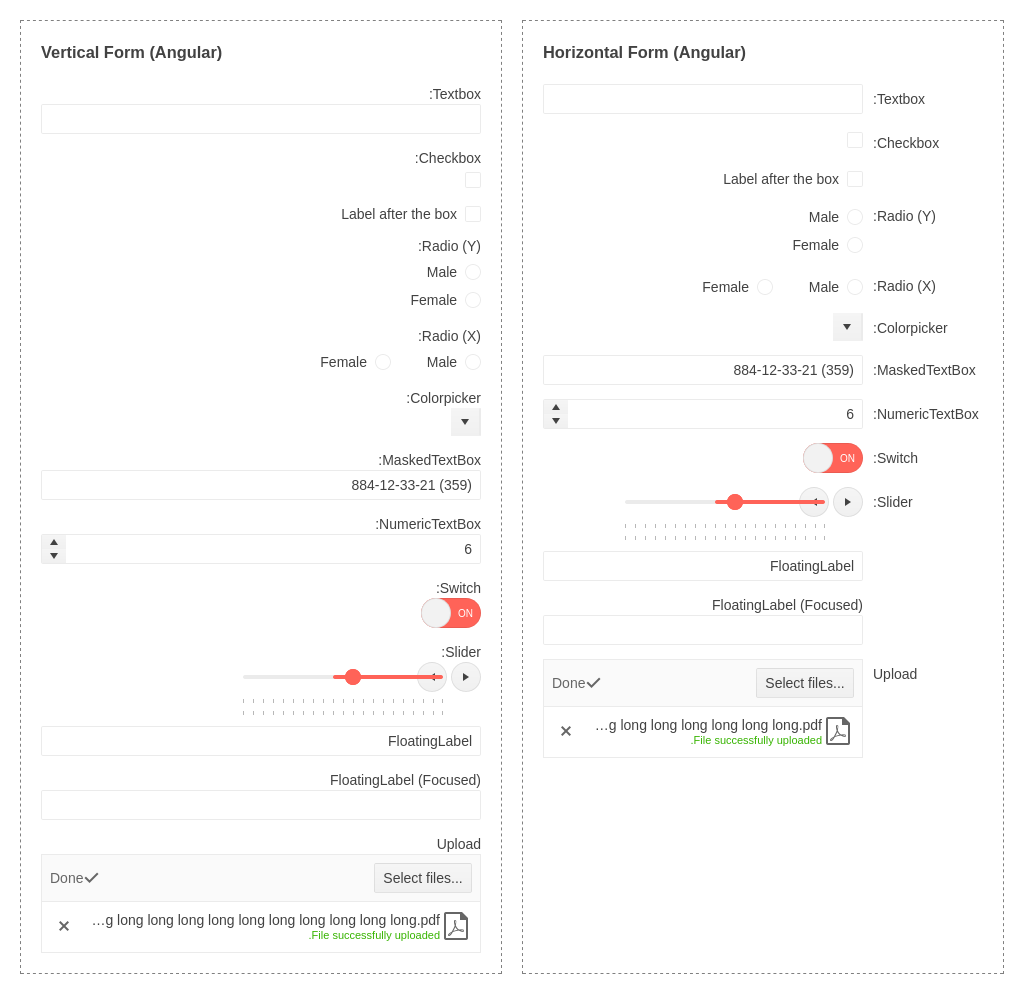 Vertical Form (Angular)
:Textbox
:Checkbox
Label after the box
:Radio (Y)
Male
Female
:Radio (X)
Female Male
:Colorpicker
:MaskedTextBox
884-12-33-21 (359)
:NumericTextBox
6
:Switch
ON
:Slider
FloatingLabel
FloatingLabel (Focused)
Upload
Done Select files...
...g long long long long long long long long long long.pdf
.File successfully uploaded
Horizontal Form (Angular)
:Textbox
:Checkbox
Label after the box
Male :Radio (Y)
Female
Female Male :Radio (X)
:Colorpicker
884-12-33-21 (359) :MaskedTextBox
6 :NumericTextBox
ON :Switch
:Slider
FloatingLabel
FloatingLabel (Focused)
Upload
Done Select files...
...g long long long long long long.pdf
.File successfully uploaded